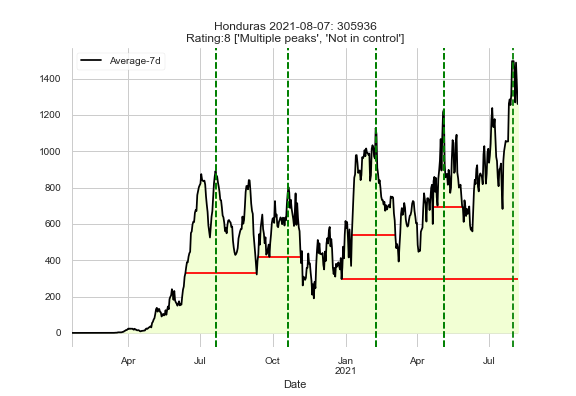 Honduras 2021-08-07: 305936
Rating:8 ['Multiple peaks', 'Not in control']
Average-7d
1400
1200
1000
800
600
400
200
0
Apr
Jul
Oct
Jan
2021
Apr
Jul
Date